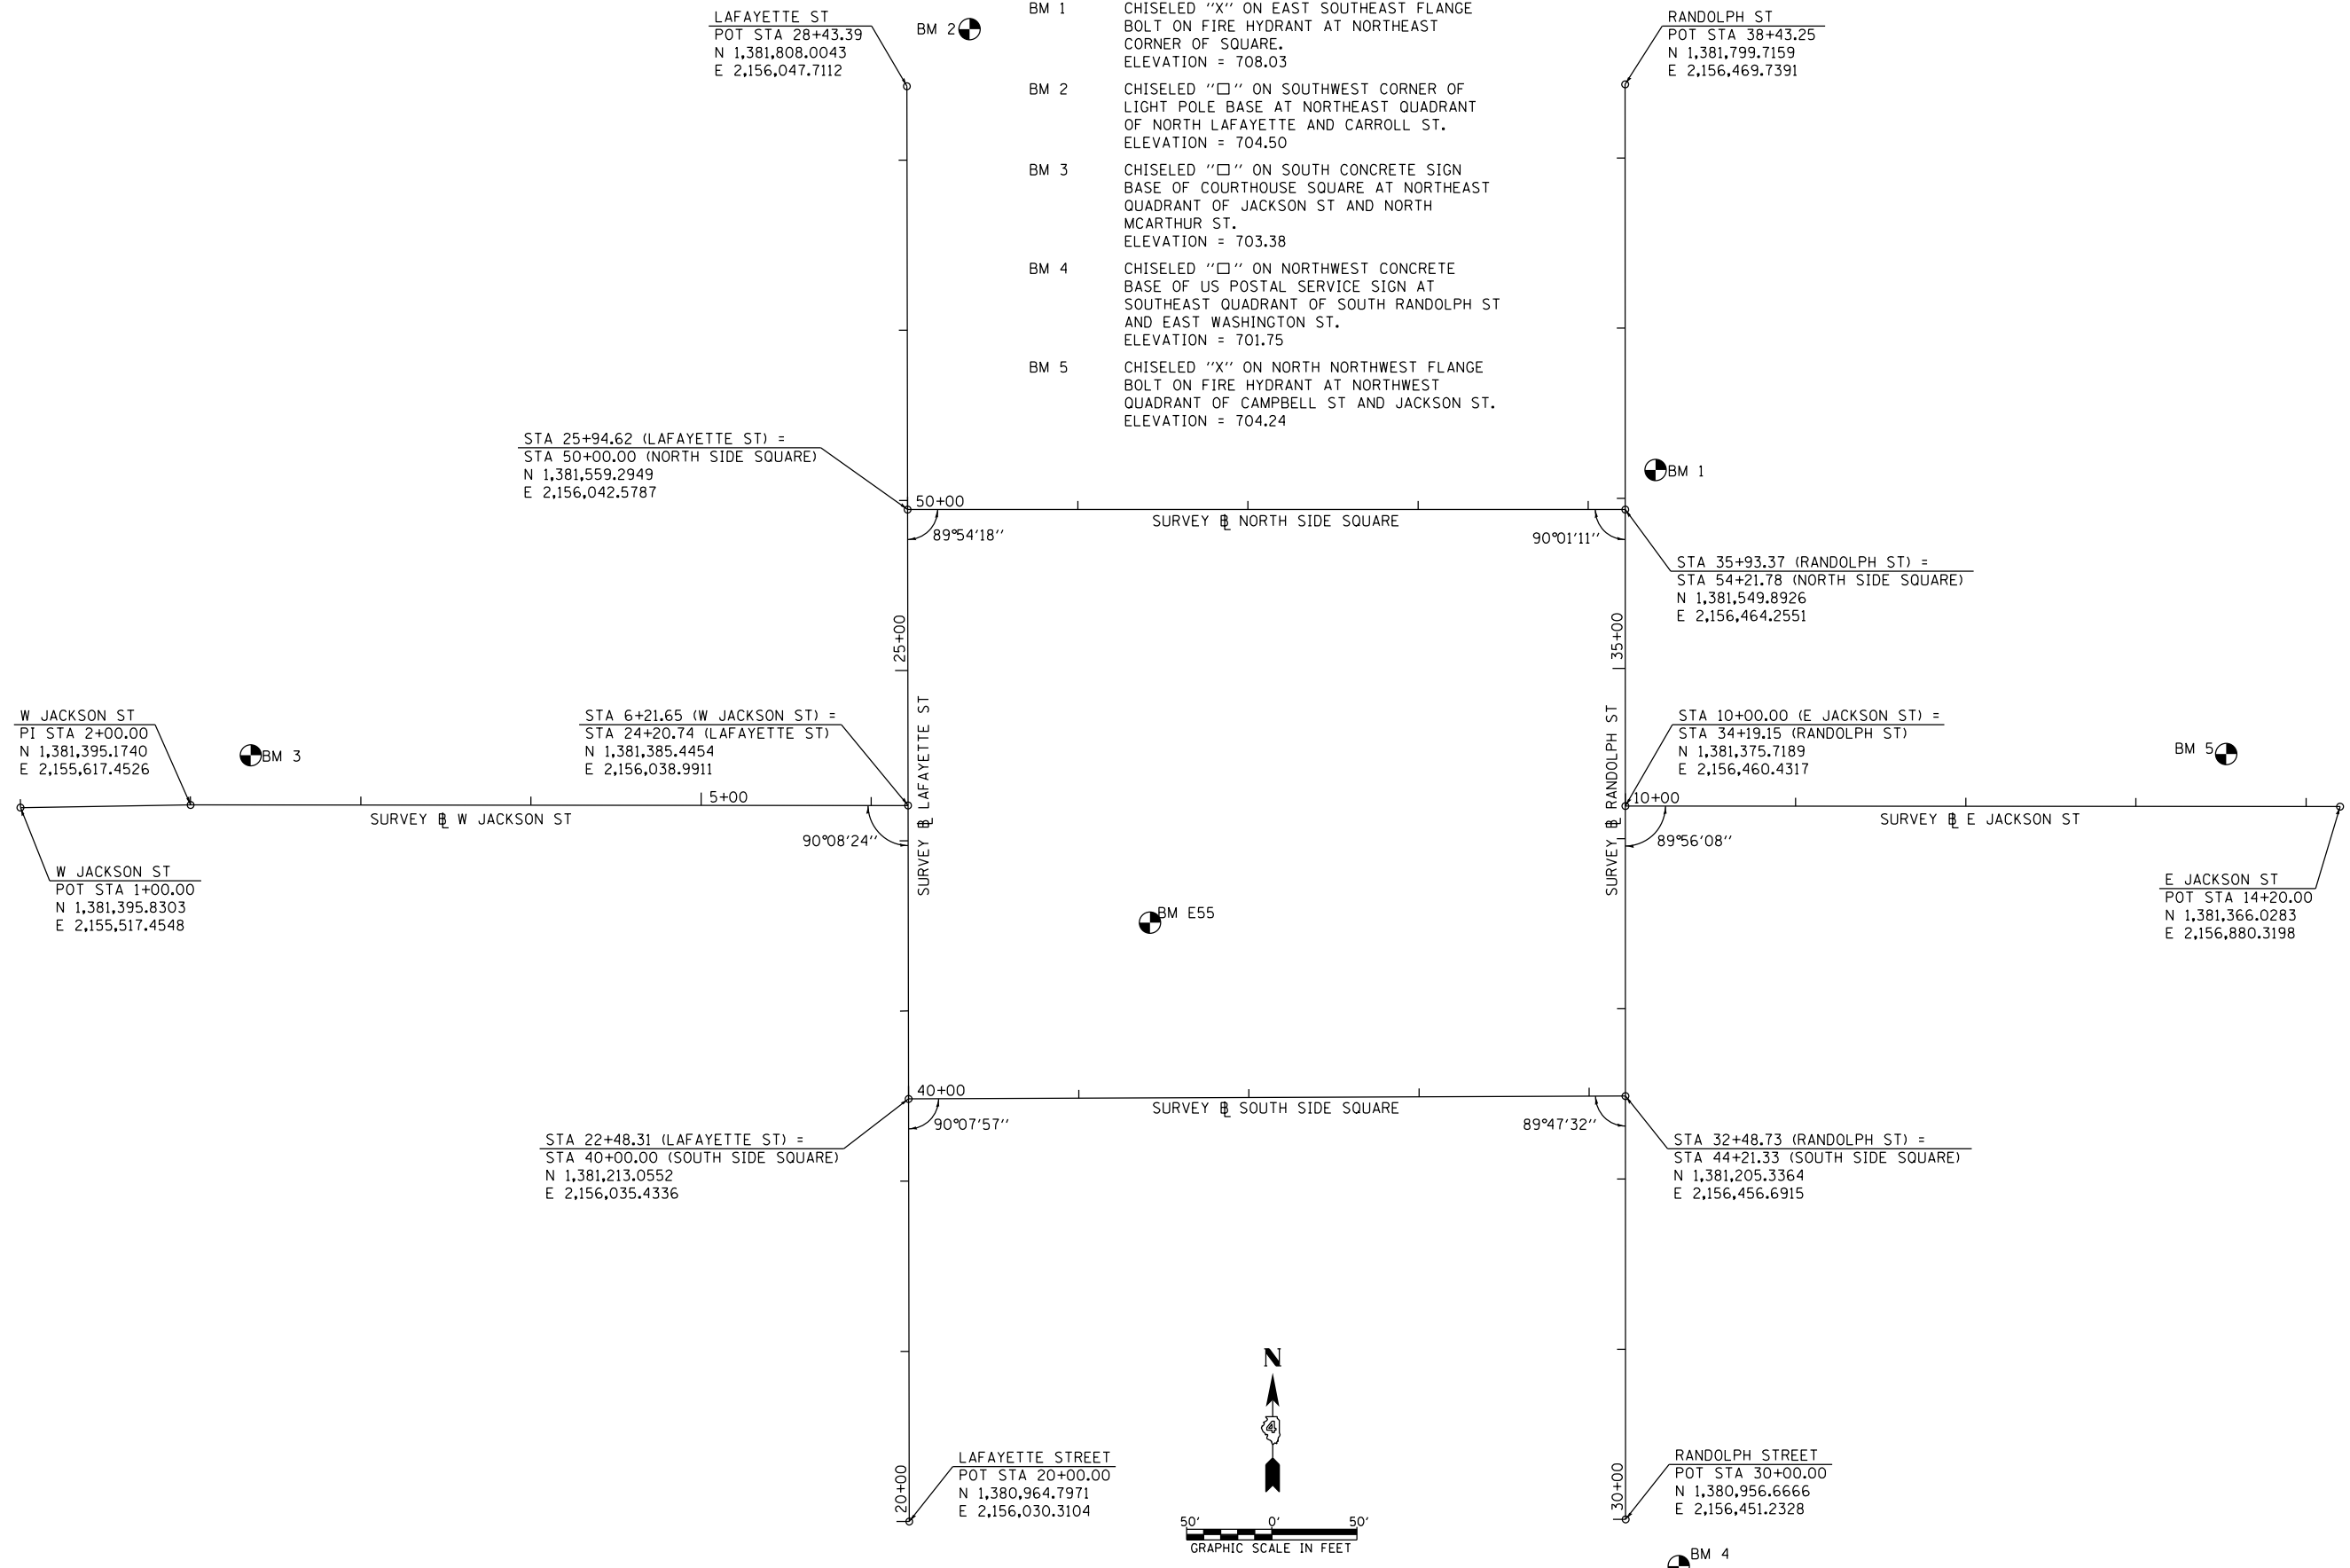 LAFAYETTE ST
POT STA 28+43.39
N 1,381,808.0043
E 2,156,047.7112
BM 2
BM 1 CHISELED "X" ON EAST SOUTHEAST FLANGE
BOLT ON FIRE HYDRANT AT NORTHEAST
CORNER OF SQUARE.
ELEVATION = 708.03
BM 2 CHISELED "□" ON SOUTHWEST CORNER OF
LIGHT POLE BASE AT NORTHEAST QUADRANT
OF NORTH LAFAYETTE AND CARROLL ST.
ELEVATION = 704.50
BM 3 CHISELED "□" ON SOUTH CONCRETE SIGN
BASE OF COURTHOUSE SQUARE AT NORTHEAST
QUADRANT OF JACKSON ST AND NORTH
MCARTHUR ST.
ELEVATION = 703.38
BM 4 CHISELED "□" ON NORTHWEST CONCRETE
BASE OF US POSTAL SERVICE SIGN AT
SOUTHEAST QUADRANT OF SOUTH RANDOLPH ST
AND EAST WASHINGTON ST.
ELEVATION = 701.75
BM 5 CHISELED "X" ON NORTH NORTHWEST FLANGE
BOLT ON FIRE HYDRANT AT NORTHWEST
QUADRANT OF CAMPBELL ST AND JACKSON ST.
ELEVATION = 704.24
RANDOLPH ST
POT STA 38+43.25
N 1,381,799.7159
E 2,156,469.7391
STA 25+94.62 (LAFAYETTE ST) =
STA 50+00.00 (NORTH SIDE SQUARE)
N 1,381,559.2949
E 2,156,042.5787
BM 1
50+00
SURVEY BL NORTH SIDE SQUARE
89°54'18"
90°01'11"
STA 35+93.37 (RANDOLPH ST) =
STA 54+21.78 (NORTH SIDE SQUARE)
N 1,381,549.8926
E 2,156,464.2551
25+00
35+00
W JACKSON ST
PI STA 2+00.00
N 1,381,395.1740
E 2,155,617.4526
BM 3
STA 6+21.65 (W JACKSON ST) =
STA 24+20.74 (LAFAYETTE ST)
N 1,381,385.4454
E 2,156,038.9911
SURVEY BL LAFAYETTE ST
SURVEY BL RANDOLPH ST
STA 10+00.00 (E JACKSON ST) =
STA 34+19.15 (RANDOLPH ST)
N 1,381,375.7189
E 2,156,460.4317
BM 5
5+00
10+00
SURVEY BL W JACKSON ST
SURVEY BL E JACKSON ST
90°08'24"
89°56'08"
W JACKSON ST
POT STA 1+00.00
N 1,381,395.8303
E 2,155,517.4548
E JACKSON ST
POT STA 14+20.00
N 1,381,366.0283
E 2,156,880.3198
BM E55
40+00
SURVEY BL SOUTH SIDE SQUARE
90°07'57"
89°47'32"
STA 22+48.31 (LAFAYETTE ST) =
STA 40+00.00 (SOUTH SIDE SQUARE)
N 1,381,213.0552
E 2,156,035.4336
STA 32+48.73 (RANDOLPH ST) =
STA 44+21.33 (SOUTH SIDE SQUARE)
N 1,381,205.3364
E 2,156,456.6915
N
4
20+00
LAFAYETTE STREET
POT STA 20+00.00
N 1,380,964.7971
E 2,156,030.3104
30+00
RANDOLPH STREET
POT STA 30+00.00
N 1,380,956.6666
E 2,156,451.2328
50' 0' 50'
GRAPHIC SCALE IN FEET
BM 4